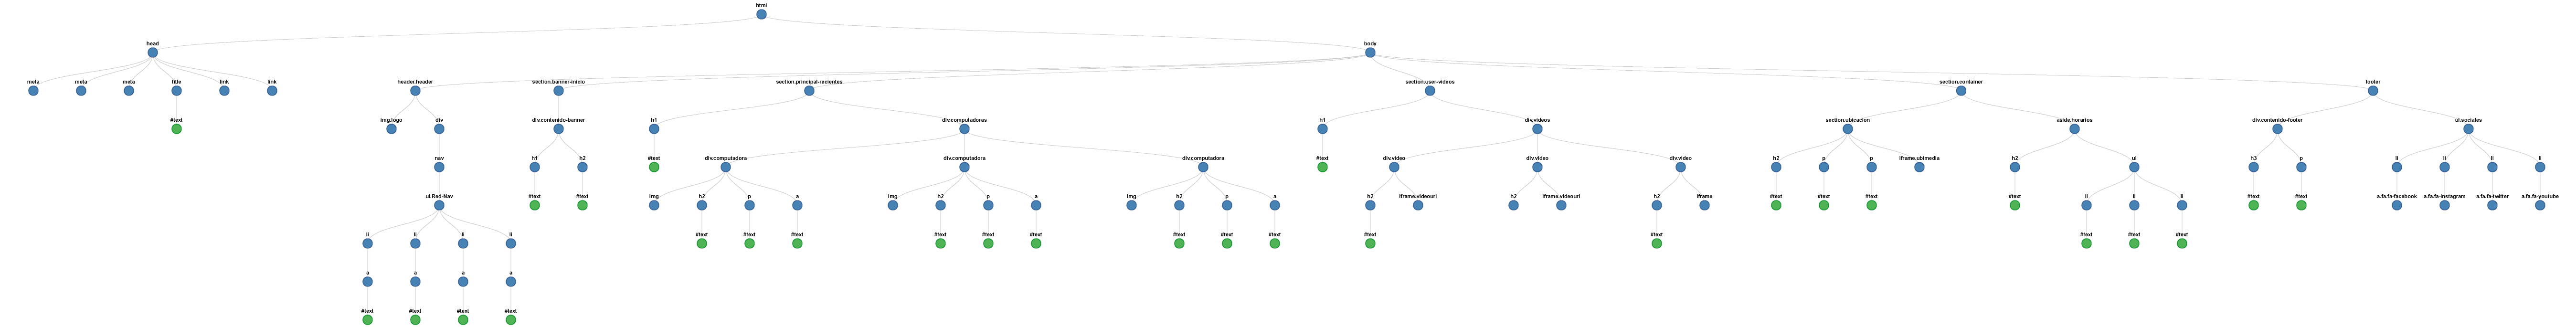 html
head body
meta meta meta title link link header.header section.banner-inicio section.principal-recientes section.user-videos section.container footer
#text img.logo div div.contenido-banner h1 div.computadoras h1 div.videos section.ubicacion aside.horarios div.contenido-footer ul.sociales
nav h1 h2 #text div.computadora div.computadora div.computadora #text div.video div.video div.video h2 p p iframe.ubimedia h2 ul h3 p li li li li
ul.Red-Nav #text #text img h2 p a img h2 p a img h2 p a h2 iframe.videourl h2 iframe.videourl h2 iframe #text #text #text #text li li li #text #text a.fa.fa-facebook a.fa.fa-instagram a.fa.fa-twitter a.fa.fa-youtube
li li li li #text #text #text #text #text #text #text #text #text #text #text #text #text #text
a a a a
#text #text #text #text